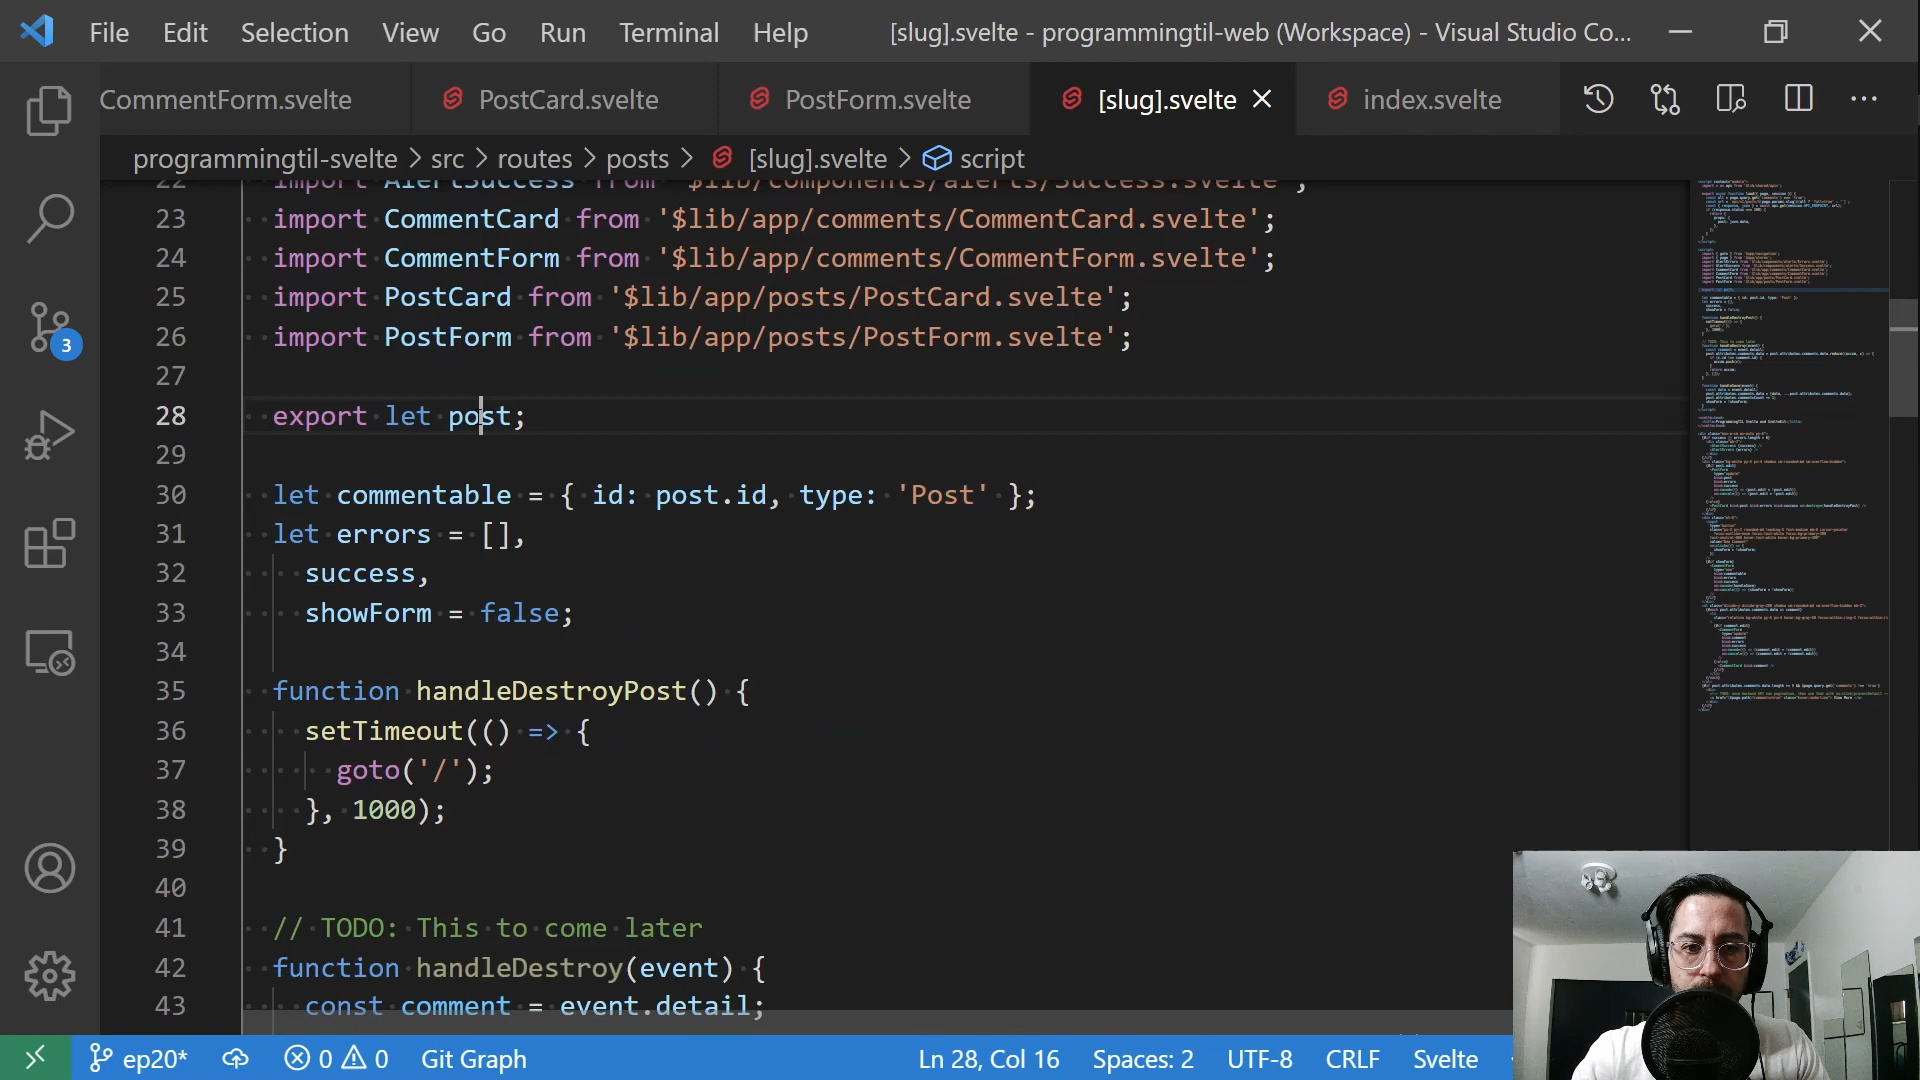 File Edit Selection View Go Run Terminal Help [slug].svelte - programmingtil-web (Workspace) - Visual Studio Co...
CommentForm.svelte PostCard.svelte PostForm.svelte [slug].svelte index.svelte
programmingtil-svelte > src > routes > posts > [slug].svelte > script
22 import AlertSuccess from '$lib/components/alerts/Success.svelte';
23 import CommentCard from '$lib/app/comments/CommentCard.svelte';
24 import CommentForm from '$lib/app/comments/CommentForm.svelte';
25 import PostCard from '$lib/app/posts/PostCard.svelte';
26 import PostForm from '$lib/app/posts/PostForm.svelte';
27
28 export let post;
29
30 let commentable = { id: post.id, type: 'Post' };
31 let errors = [],
32 success,
33 showForm = false;
34
35 function handleDestroyPost() {
36 setTimeout(() => {
37 goto('/');
38 }, 1000);
39 }
40
41 // TODO: This to come later
42 function handleDestroy(event) {
43 const comment = event.detail;
3
ep20* 0 0 Git Graph Ln 28, Col 16 Spaces: 2 UTF-8 CRLF Svelte